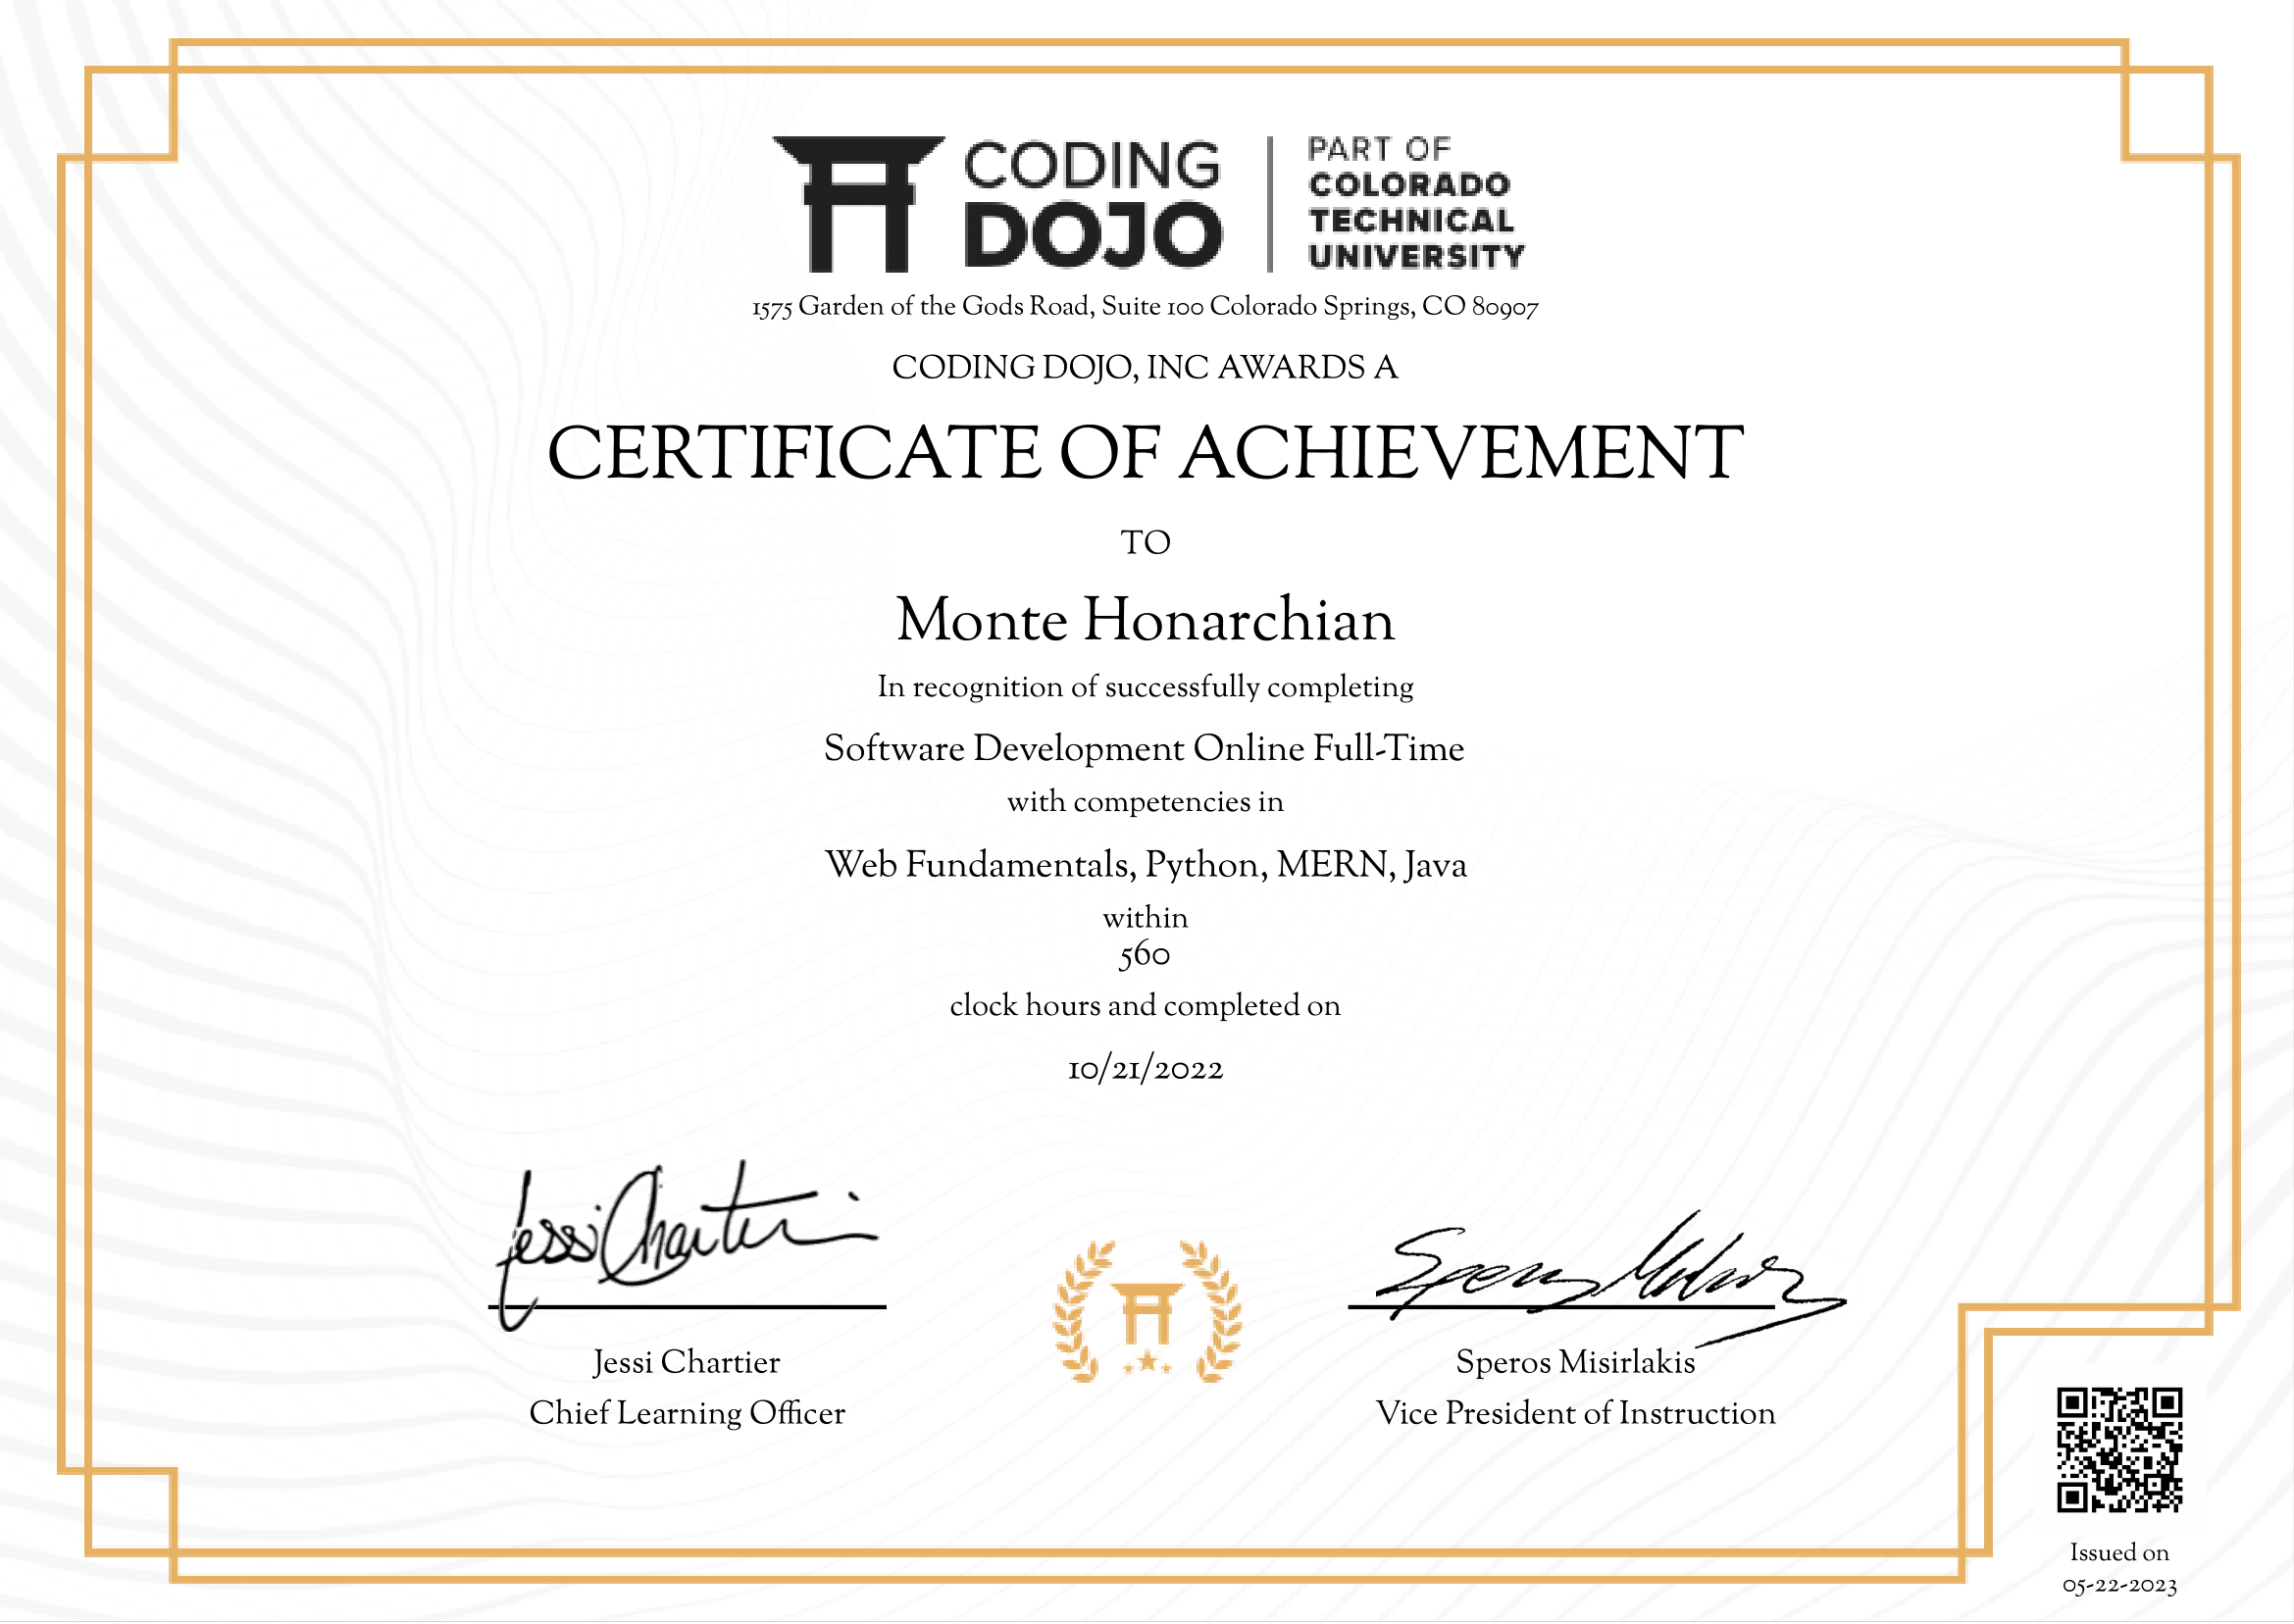 CODING
DOJO
PART OF
COLORADO
TECHNICAL
UNIVERSITY
1575 Garden of the Gods Road, Suite 100 Colorado Springs, CO 80907
CODING DOJO, INC AWARDS A
CERTIFICATE OF ACHIEVEMENT
TO
Monte Honarchian
In recognition of successfully completing
Software Development Online Full-Time
with competencies in
Web Fundamentals, Python, MERN, Java
within
560
clock hours and completed on
10/21/2022
Jessi Chartier
Jessi Chartier
Chief Learning Officer
Speros Misirlakis
Vice President of Instruction
Issued on
05-22-2023